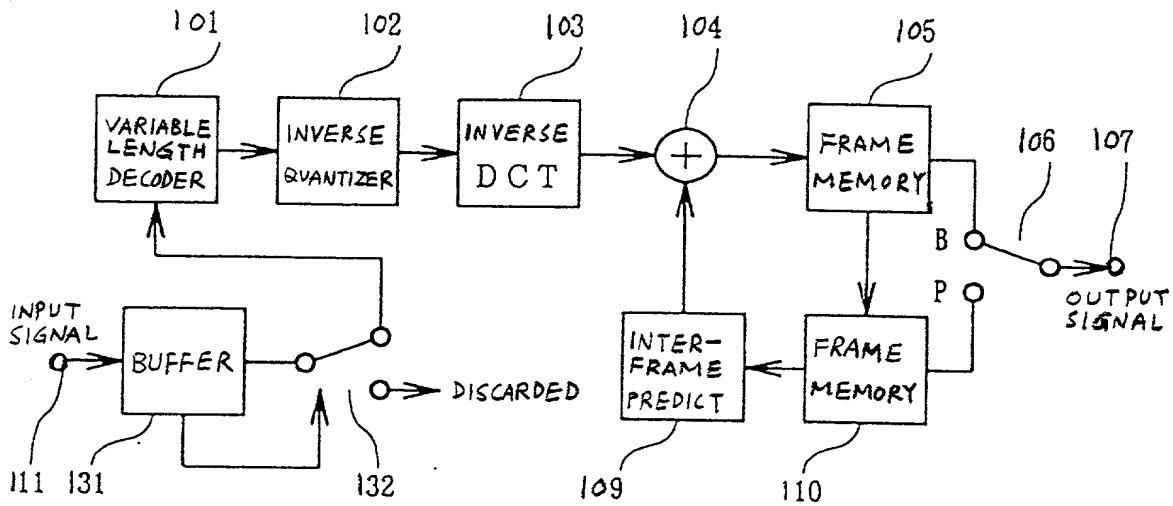 101
102
103
104
105
106
107
VARIABLE
LENGTH
DECODER
INVERSE
QUANTIZER
INVERSE
DCT
+
FRAME
MEMORY
B
P
OUTPUT
SIGNAL
INPUT
SIGNAL
BUFFER
DISCARDED
INTER-
FRAME
PREDICT
FRAME
MEMORY
111
131
132
109
110